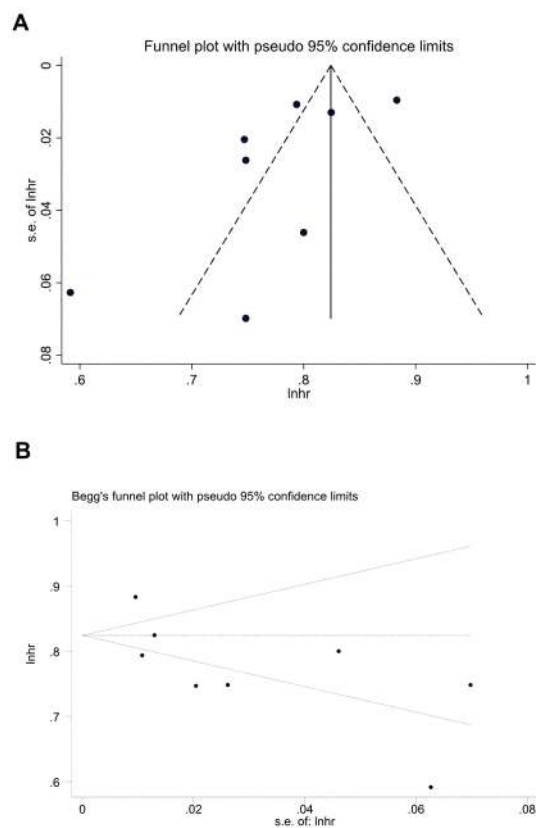 A
Funnel plot with pseudo 95% confidence limits
0
.02
.04
.06
.08
s.e. of lnhr
.6 .7 .8 .9 1
lnhr
B
Begg's funnel plot with pseudo 95% confidence limits
1
.9
.8
.7
.6
lnhr
0 .02 .04 .06 .08
s.e. of: lnhr